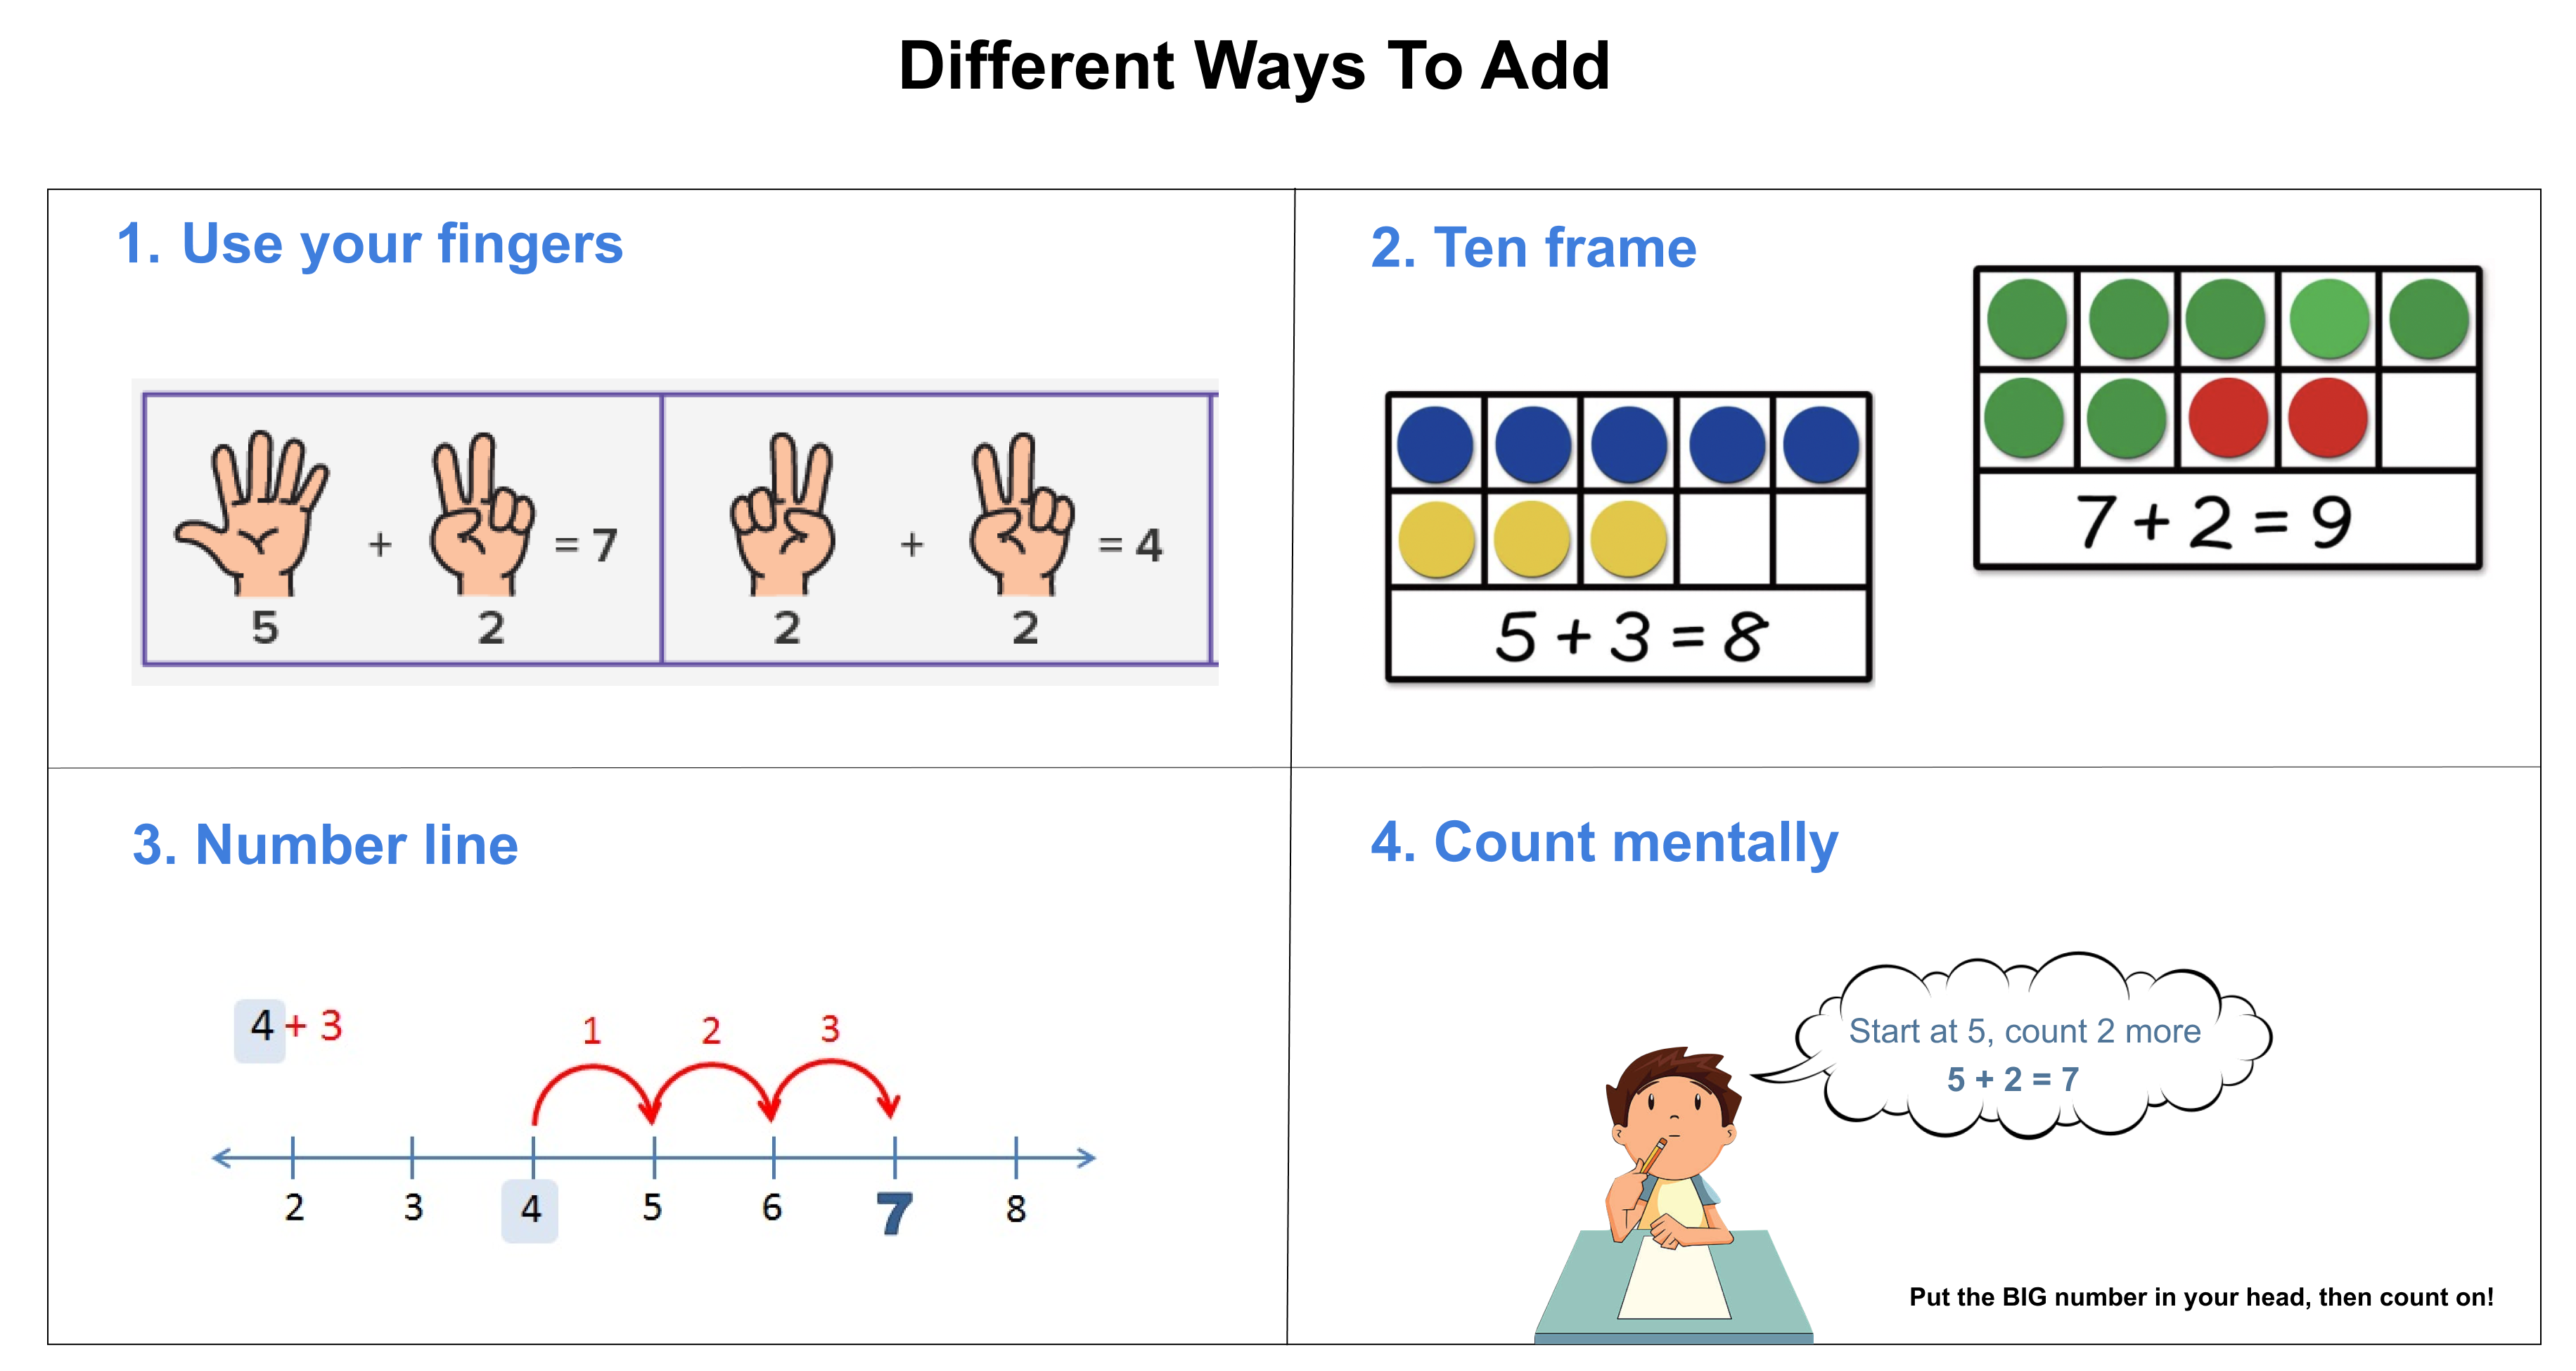 Different Ways To Add
1. Use your fingers
+ = 7
5 2
+ = 4
2 2
2. Ten frame
5 + 3 = 8
7 + 2 = 9
3. Number line
4 + 3
1 2 3
2 3 4 5 6 7 8
4. Count mentally
Start at 5, count 2 more
5 + 2 = 7
Put the BIG number in your head, then count on!